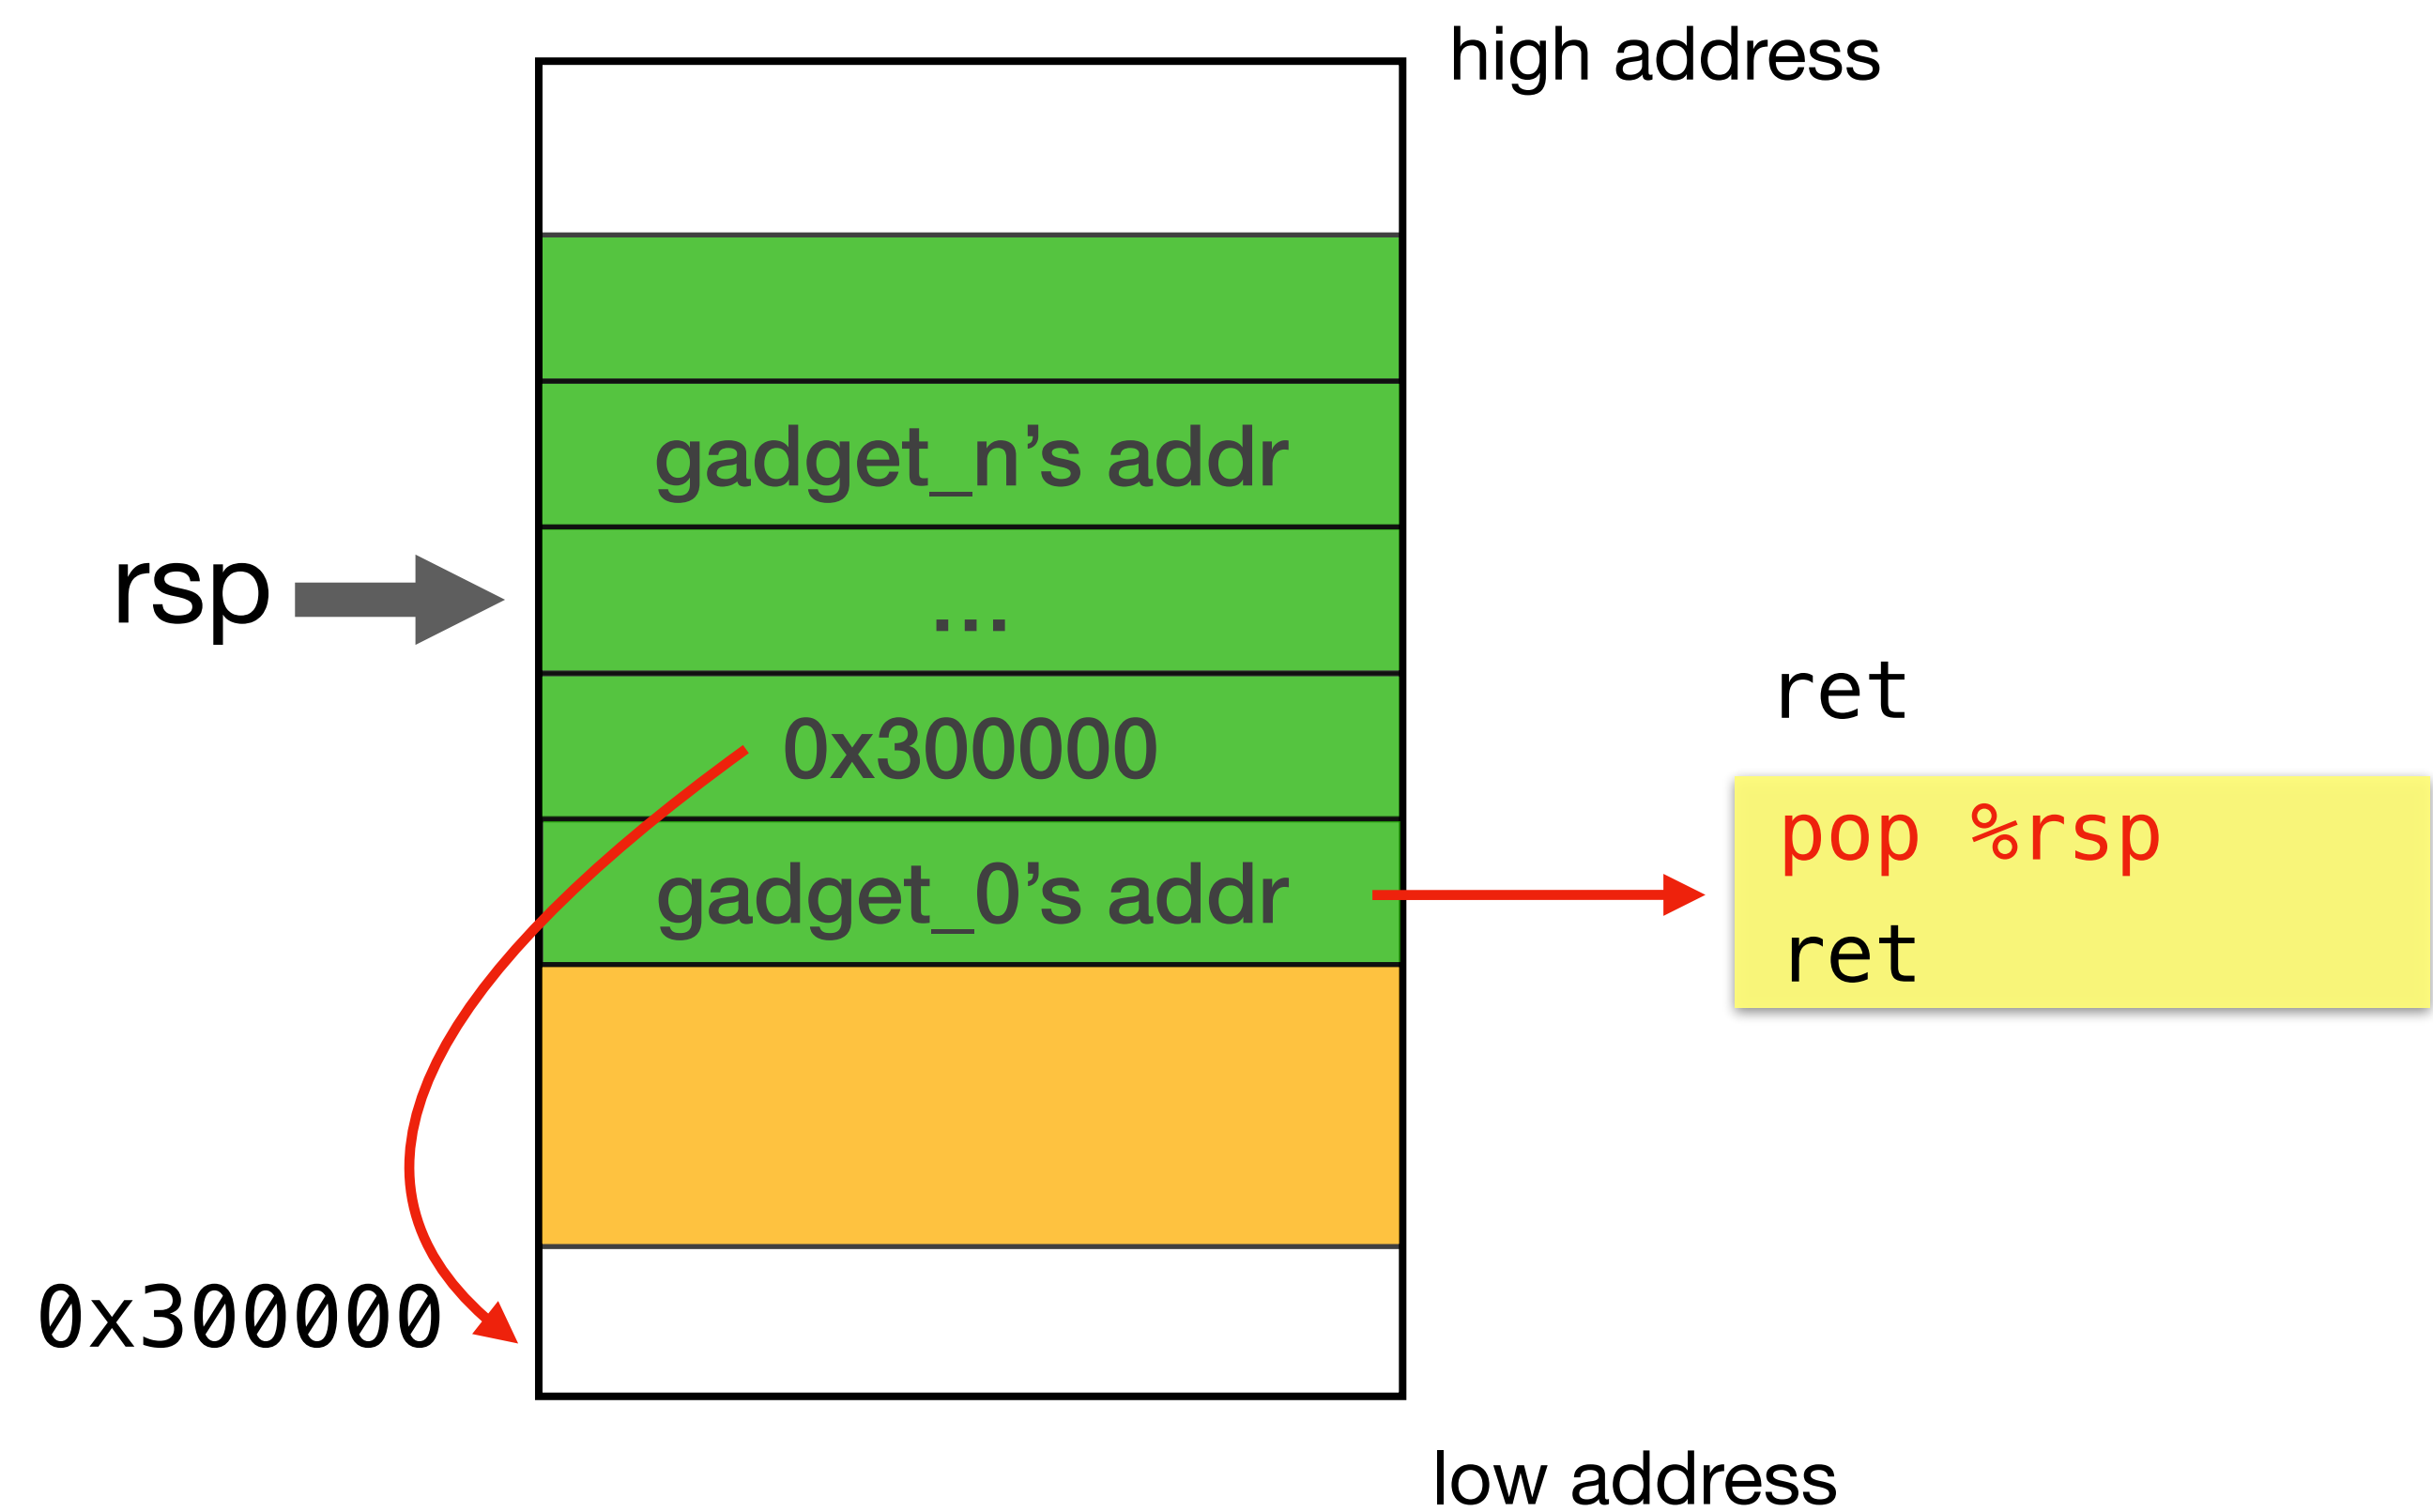 high address
gadget_n’s addr
rsp
...
ret
0x300000
pop %rsp
gadget_0’s addr
ret
0x300000
low address